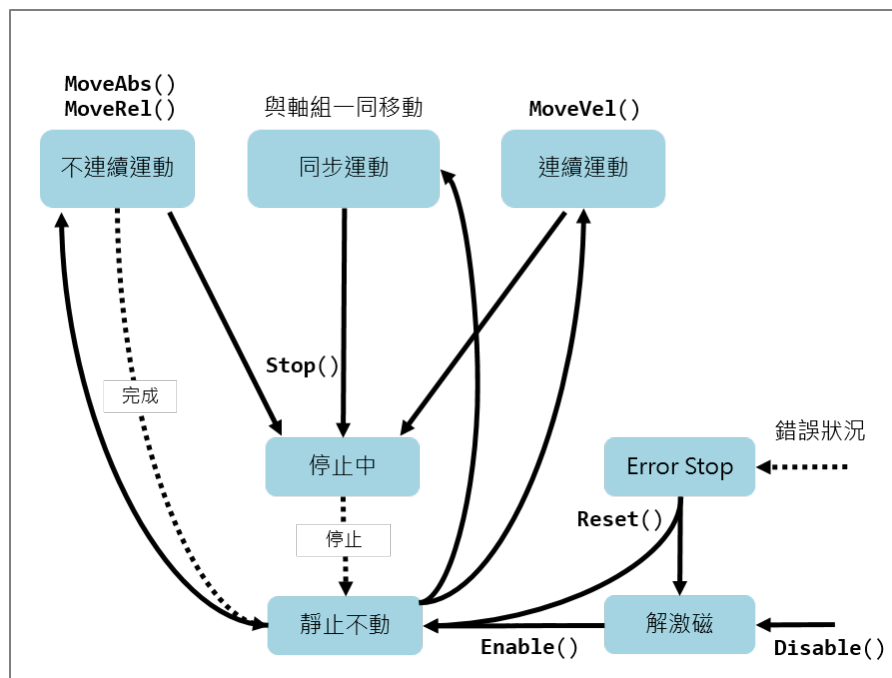 MoveAbs()
MoveRel()
與軸組一同移動
MoveVel()
不連續運動
同步運動
連續運動
Stop()
完成
錯誤狀況
停止中
Error Stop
Reset()
停止
靜止不動
解激磁
Enable()
Disable()